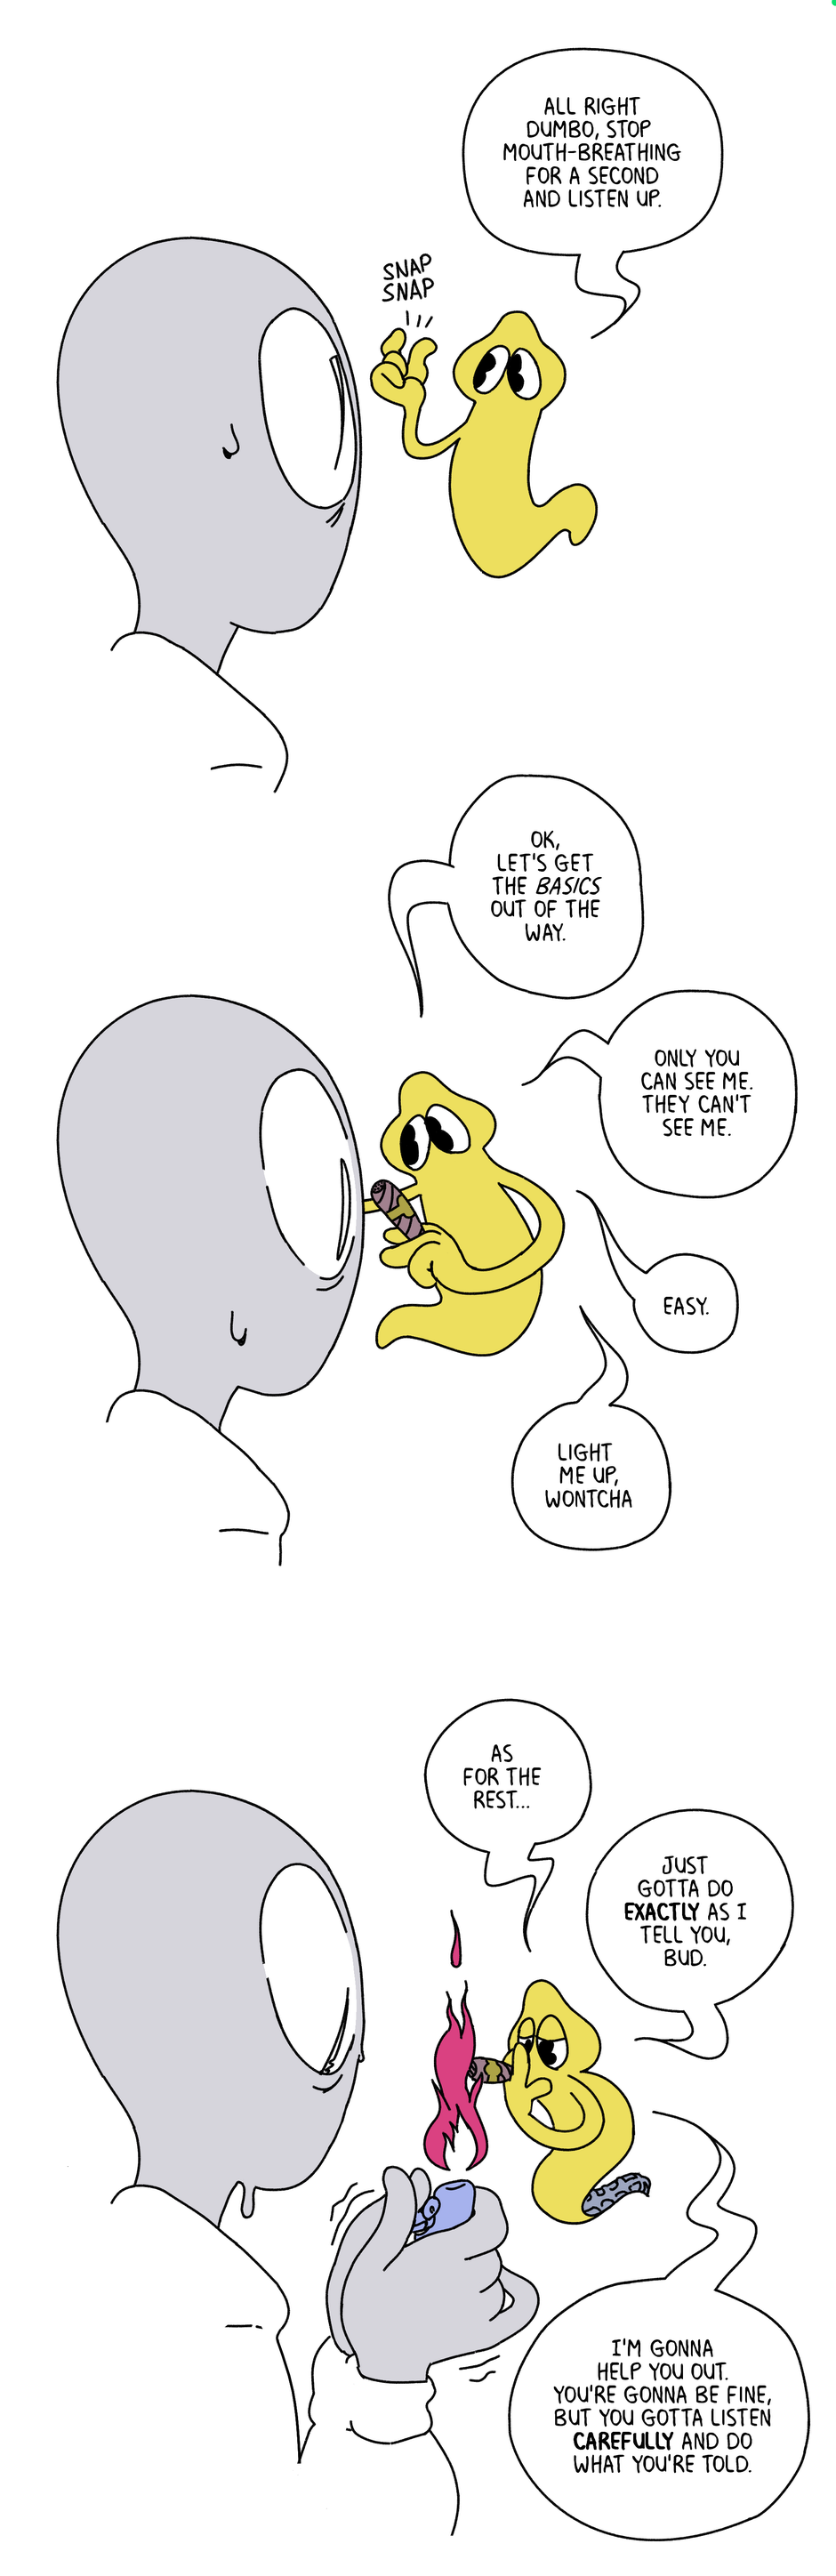 ALL RIGHT
DUMBO, STOP
MOUTH-BREATHING
FOR A SECOND
AND LISTEN UP.
SNAP
SNAP
OK,
LET'S GET
THE BASICS
OUT OF THE
WAY.
ONLY YOU
CAN SEE ME.
THEY CAN'T
SEE ME.
EASY.
LIGHT
ME UP,
WONTCHA
AS
FOR THE
REST...
JUST
GOTTA DO
EXACTLY AS I
TELL YOU,
BUD.
I'M GONNA
HELP YOU OUT.
YOU'RE GONNA BE FINE,
BUT YOU GOTTA LISTEN
CAREFULLY AND DO
WHAT YOU'RE TOLD.